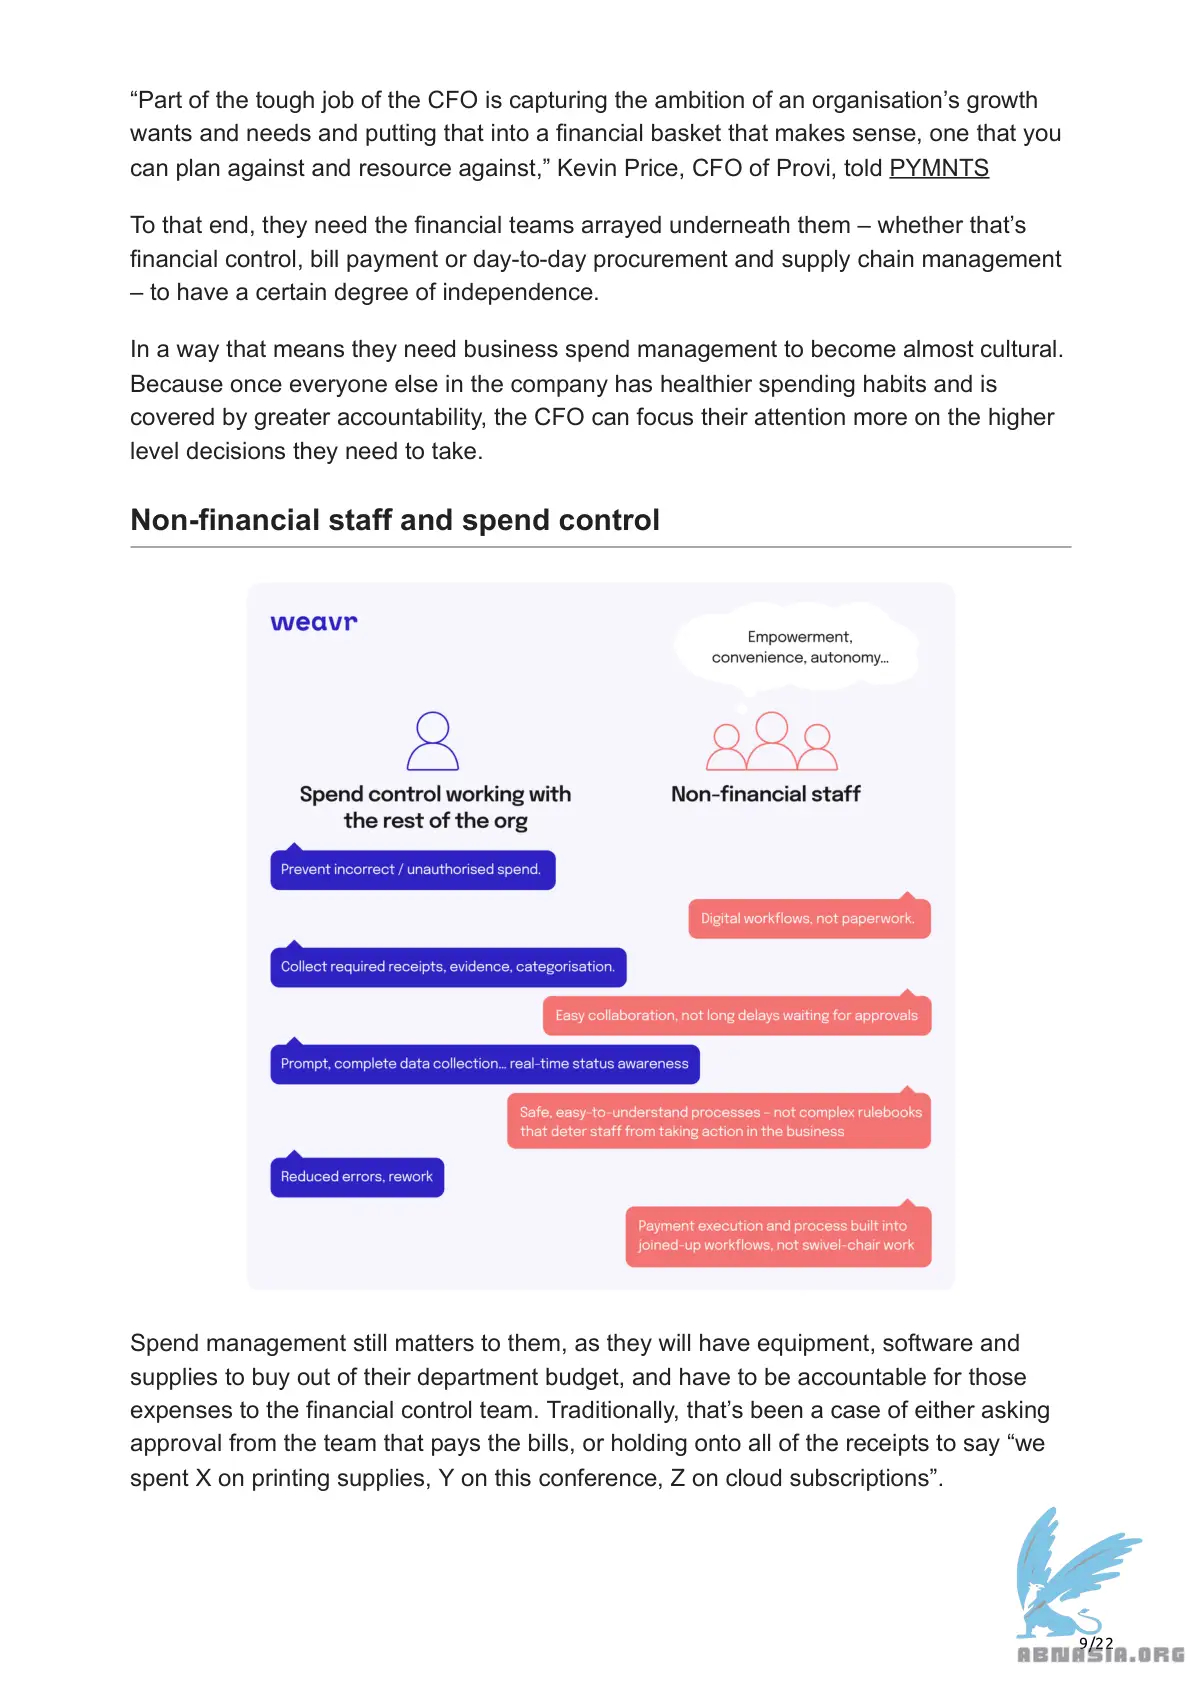 “Part of the tough job of the CFO is capturing the ambition of an organisation’s growth
wants and needs and putting that into a financial basket that makes sense, one that you
can plan against and resource against,” Kevin Price, CFO of Provi, told PYMNTS
To that end, they need the financial teams arrayed underneath them – whether that’s
financial control, bill payment or day-to-day procurement and supply chain management
– to have a certain degree of independence.
In a way that means they need business spend management to become almost cultural.
Because once everyone else in the company has healthier spending habits and is
covered by greater accountability, the CFO can focus their attention more on the higher
level decisions they need to take.
Non-financial staff and spend control
weavr
Empowerment,
convenience, autonomy...
Spend control working with
the rest of the org
Non-financial staff
Prevent incorrect / unauthorised spend.
Digital workflows, not paperwork.
Collect required receipts, evidence, categorisation.
Easy collaboration, not long delays waiting for approvals
Prompt, complete data collection... real-time status awareness
Safe, easy-to-understand processes – not complex rulebooks
that deter staff from taking action in the business
Reduced errors, rework
Payment execution and process built into
joined-up workflows, not swivel-chair work
Spend management still matters to them, as they will have equipment, software and
supplies to buy out of their department budget, and have to be accountable for those
expenses to the financial control team. Traditionally, that’s been a case of either asking
approval from the team that pays the bills, or holding onto all of the receipts to say “we
spent X on printing supplies, Y on this conference, Z on cloud subscriptions”.
9/22
ABNASIA.ORG